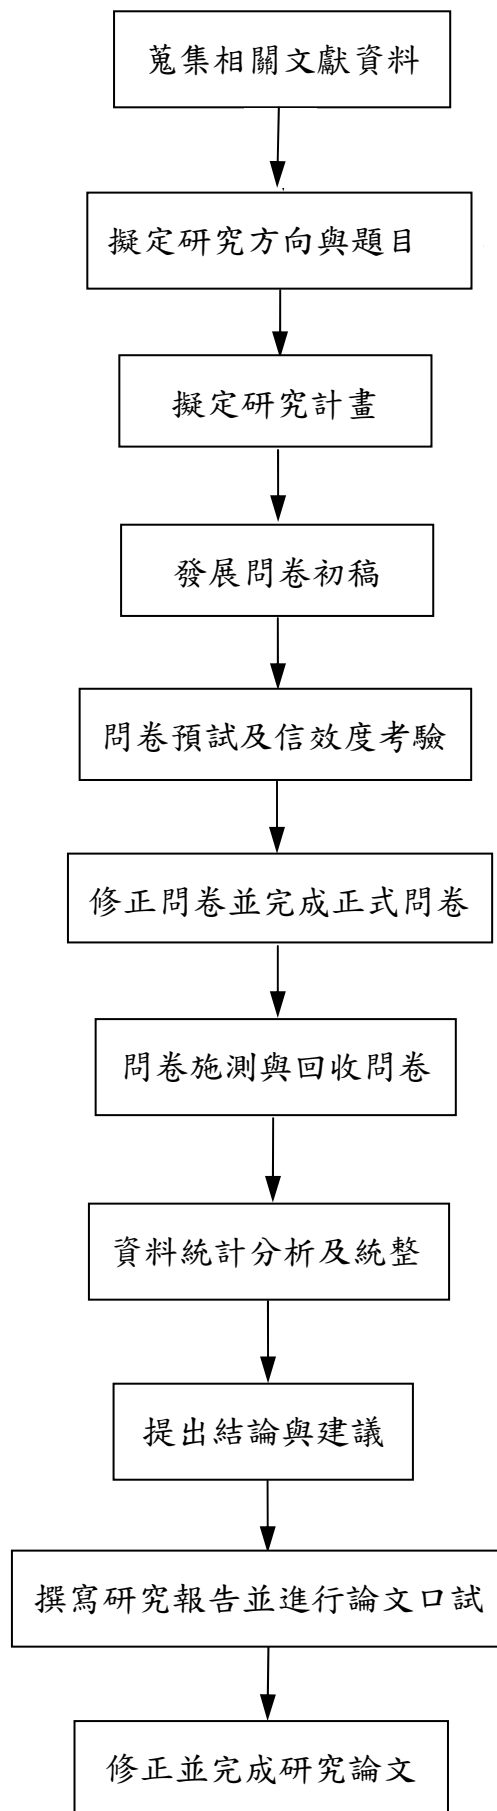 蒐集相關文獻資料
擬定研究方向與題目
擬定研究計畫
發展問卷初稿
問卷預試及信效度考驗
修正問卷並完成正式問卷
問卷施測與回收問卷
資料統計分析及統整
提出結論與建議
撰寫研究報告並進行論文口試
修正並完成研究論文